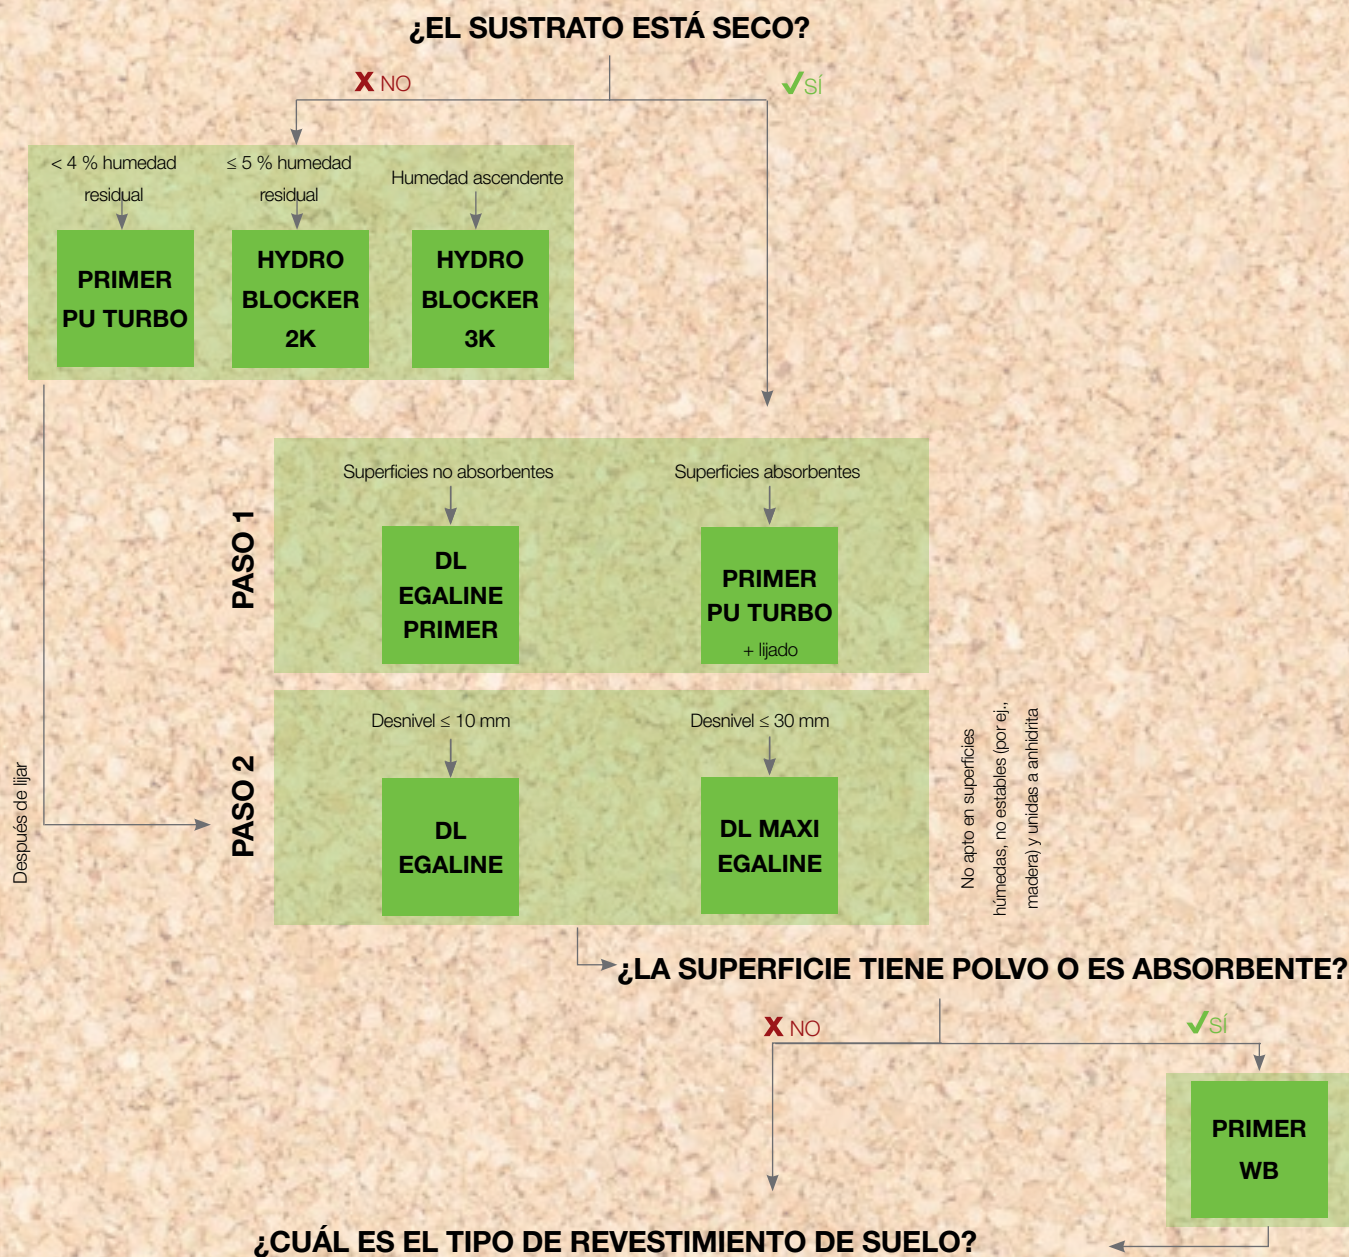 ¿EL SUSTRATO ESTÁ SECO?
X NO
✓SÍ
< 4 % humedad
residual
PRIMER
PU TURBO
≤ 5 % humedad
residual
HYDRO
BLOCKER
2K
Humedad ascendente
HYDRO
BLOCKER
3K
Después de lijar
PASO 1
Superficies no absorbentes
DL
EGALINE
PRIMER
Superficies absorbentes
PRIMER
PU TURBO
+ lijado
PASO 2
Desnivel ≤ 10 mm
DL
EGALINE
Desnivel ≤ 30 mm
DL MAXI
EGALINE
No apto en superficies
húmedas, no estables (por ej.,
madera) y unidas a anhidrita
¿LA SUPERFICIE TIENE POLVO O ES ABSORBENTE?
X NO
✓SÍ
PRIMER
WB
¿CUÁL ES EL TIPO DE REVESTIMIENTO DE SUELO?